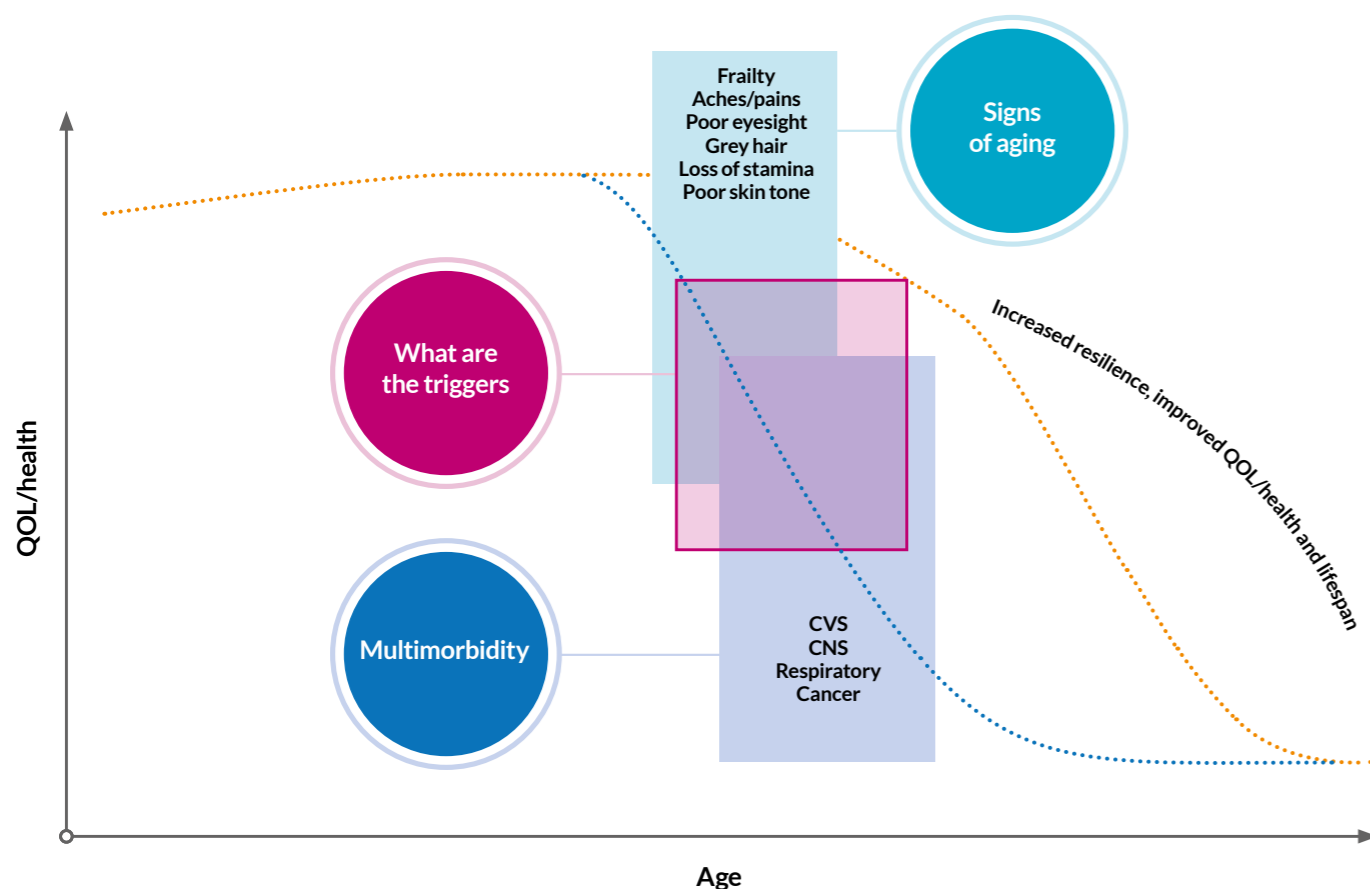 Frailty
Aches/pains
Poor eyesight
Grey hair
Loss of stamina
Poor skin tone
Signs
of aging
What are
the triggers
Increased resilience, improved QOL/health and lifespan
QOL/health
Multimorbidity
CVS
CNS
Respiratory
Cancer
Age